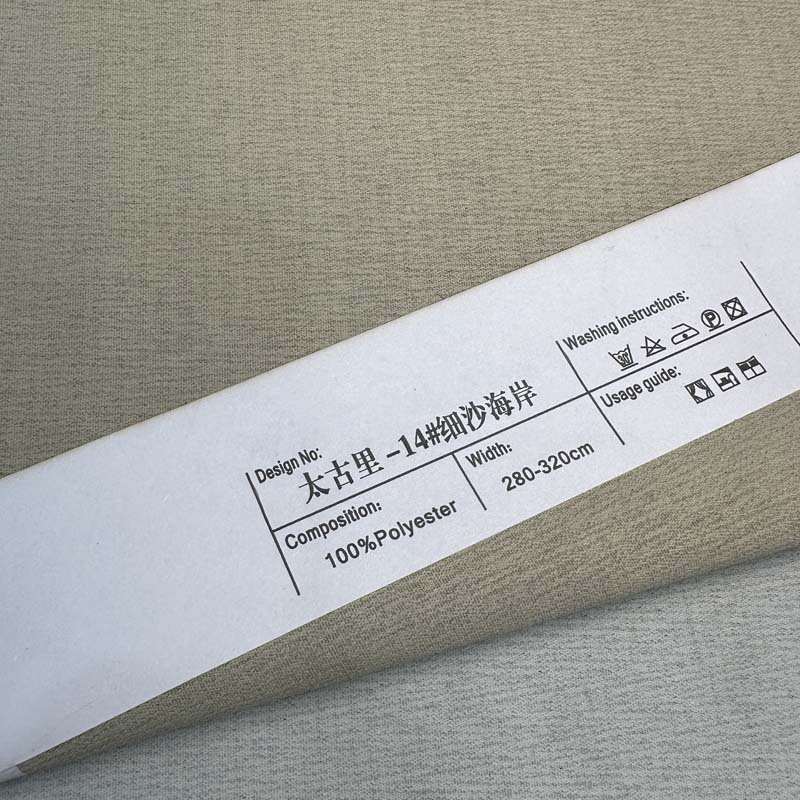 Design No:
太古里-14#细沙海岸
Composition:
100%Polyester
Width:
280-320cm
Washing instructions:
P
Usage guide: